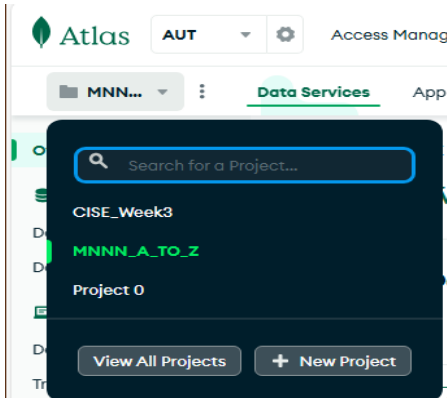 Atlas AUT Access Manag
MNN... Data Services App
O
Search for a Project...
CISE_Week3
D
MNNN_A_TO_Z
D
Project 0
D
View All Projects + New Project
Tr